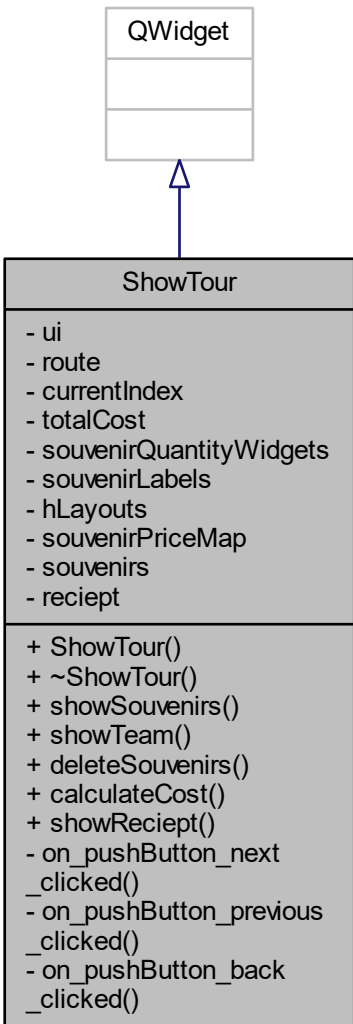 QWidget
ShowTour
- ui
- route
- currentIndex
- totalCost
- souvenirQuantityWidgets
- souvenirLabels
- hLayouts
- souvenirPriceMap
- souvenirs
- reciept
+ ShowTour()
+ ~ShowTour()
+ showSouvenirs()
+ showTeam()
+ deleteSouvenirs()
+ calculateCost()
+ showReciept()
- on_pushButton_next
_clicked()
- on_pushButton_previous
_clicked()
- on_pushButton_back
_clicked()